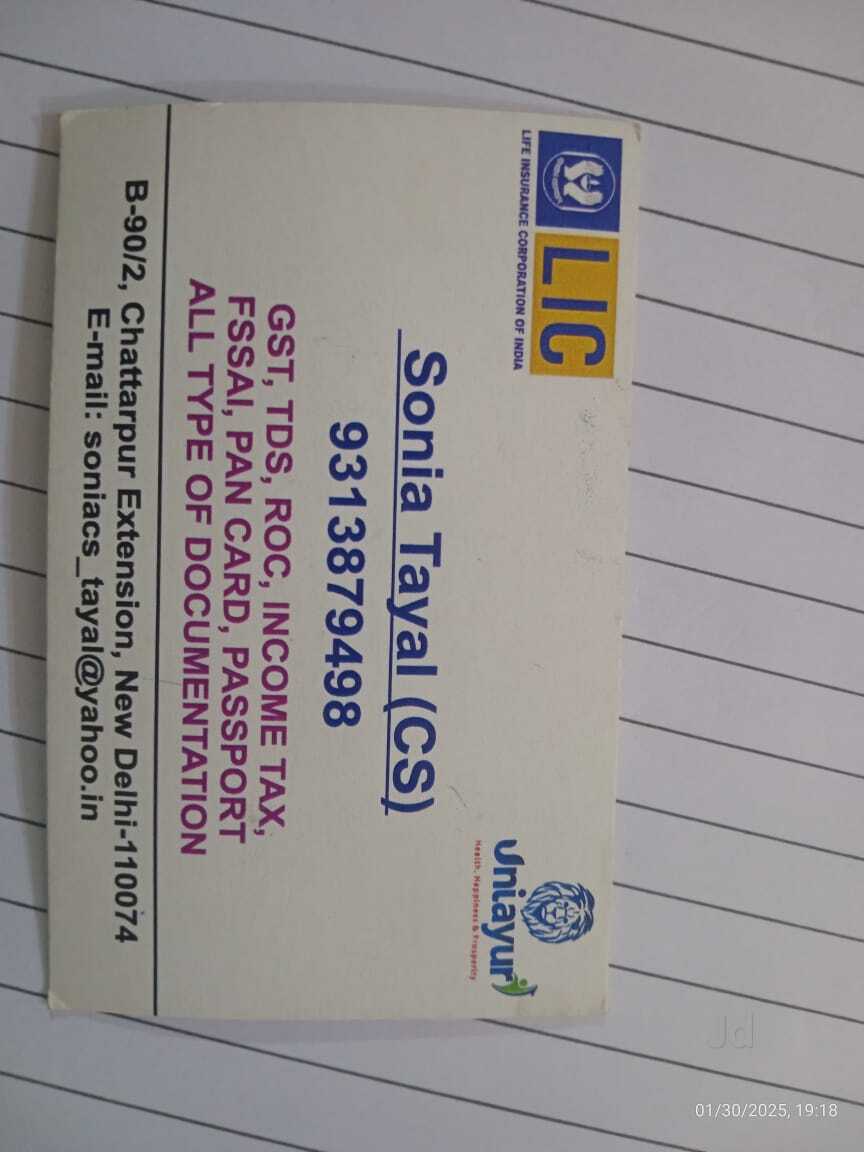 LIC
LIFE INSURANCE CORPORATION OF INDIA
Uniayur
Health, Happiness & Prosperity
Sonia Tayal (CS)
9313879498
GST, TDS, ROC, INCOME TAX,
FSSAI, PAN CARD, PASSPORT
ALL TYPE OF DOCUMENTATION
B-90/2, Chattarpur Extension, New Delhi-110074
E-mail: soniacs_tayal@yahoo.in
Jd
01/30/2025, 19:18